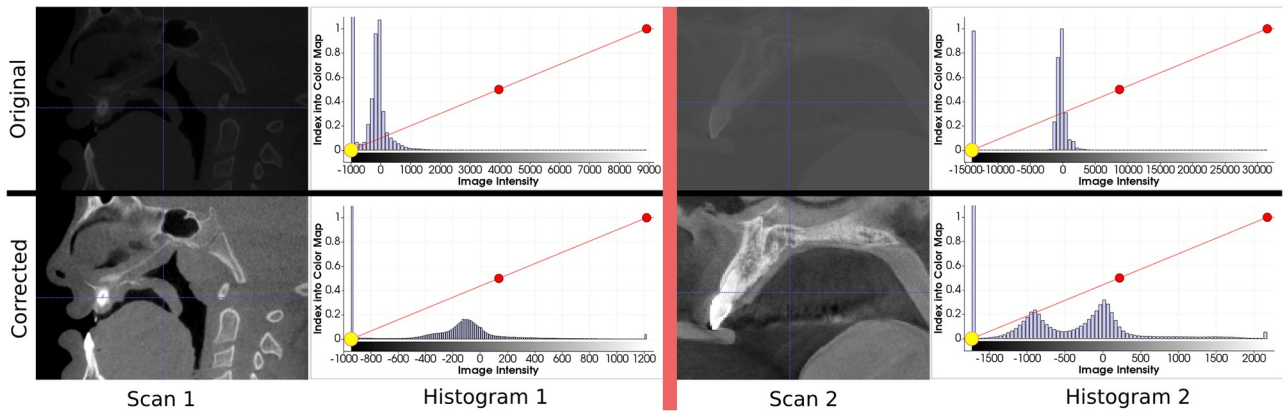 Original
Index into Color Map
1
0.8
0.6
0.4
0.2
0
-1000 0 1000 2000 3000 4000 5000 6000 7000 8000 9000
Image Intensity
Index into Color Map
1
0.8
0.6
0.4
0.2
0
-15000 -10000 -5000 0 5000 10000 15000 20000 25000 30000
Image Intensity
Corrected
Index into Color Map
1
0.8
0.6
0.4
0.2
0
-1000 -800 -600 -400 -200 0 200 400 600 800 1000 1200
Image Intensity
Index into Color Map
1
0.8
0.6
0.4
0.2
0
-1500 -1000 -500 0 500 1000 1500 2000
Image Intensity
Scan 1 Histogram 1 Scan 2 Histogram 2